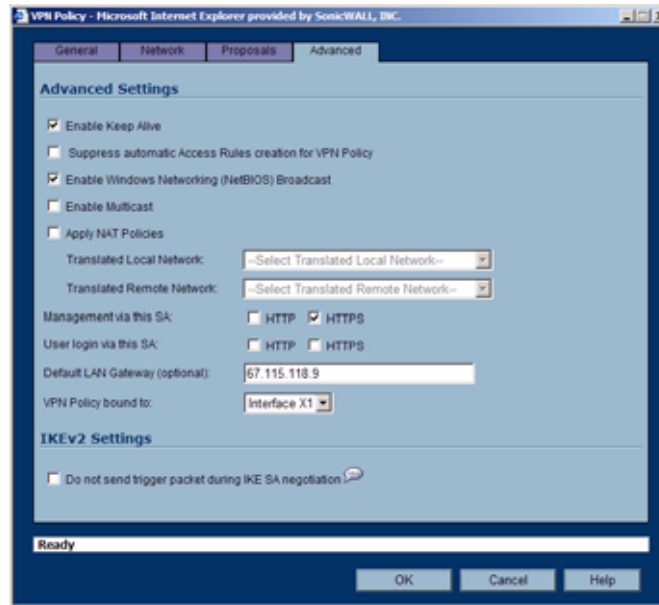 VPN Policy - Microsoft Internet Explorer provided by SonicWALL, INC.
General Network Proposals Advanced
Advanced Settings
Enable Keep Alive
Suppress automatic Access Rules creation for VPN Policy
Enable Windows Networking (NetBIOS) Broadcast
Enable Multicast
Apply NAT Policies
Translated Local Network: --Select Translated Local Network--
Translated Remote Network: --Select Translated Remote Network--
Management via this SA: HTTP HTTPS
User login via this SA: HTTP HTTPS
Default LAN Gateway (optional): 67.115.118.9
VPN Policy bound to: Interface X1
IKEv2 Settings
Do not send trigger packet during IKE SA negotiation
Ready
OK Cancel Help